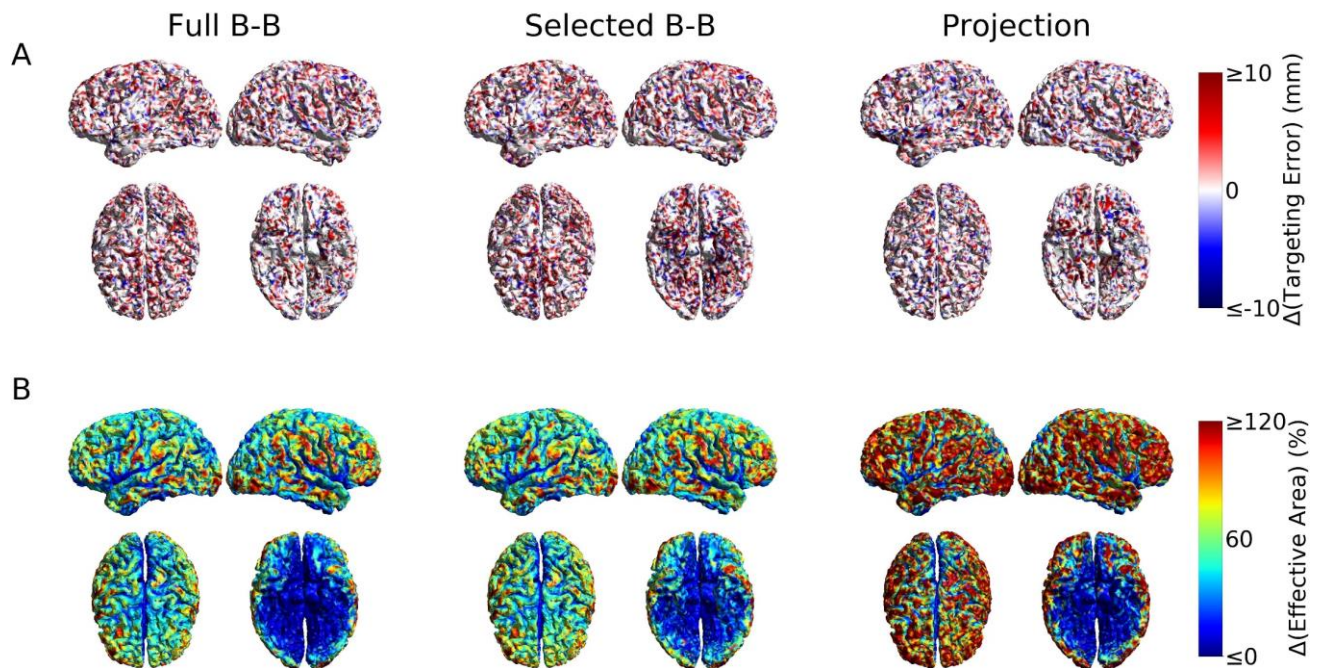 Full B-B
Selected B-B
Projection
A
≥10
0
≤-10
Δ(Targeting Error) (mm)
B
≥120
60
≤0
Δ(Effective Area) (%)